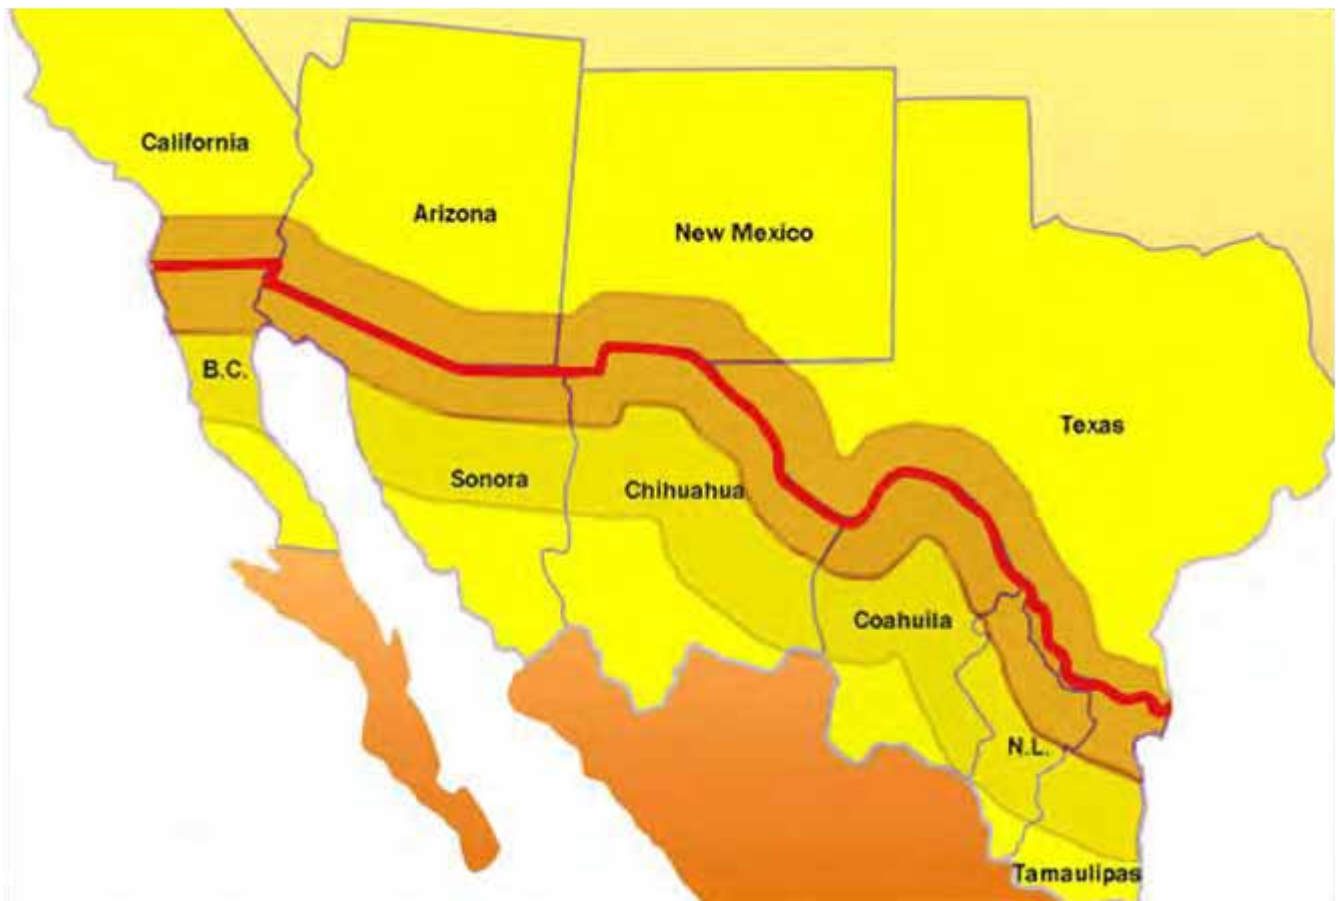 California
Arizona
New Mexico
Texas
B.C.
Sonora
Chihuahua
Coahuila
N.L.
Tamaulipas